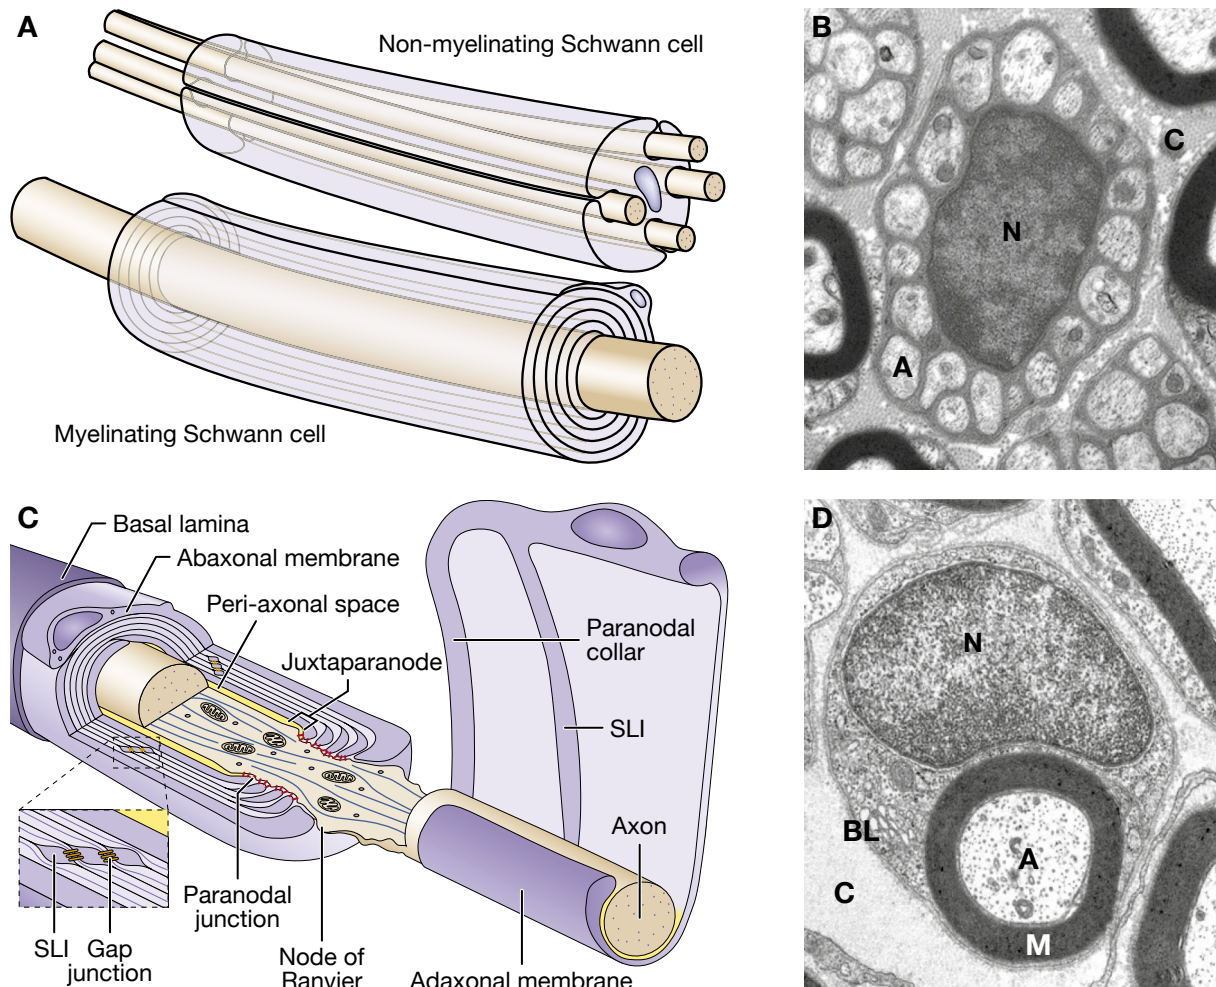 A
Non-myelinating Schwann cell
Myelinating Schwann cell
B
C
N
A
C
Basal lamina
Abaxonal membrane
Peri-axonal space
Juxtaparanode
Paranodal
collar
SLI
Axon
Paranodal
junction
SLI
Gap
junction
Node of
Ranvier
Adaxonal membrane
D
N
BL
A
C
M